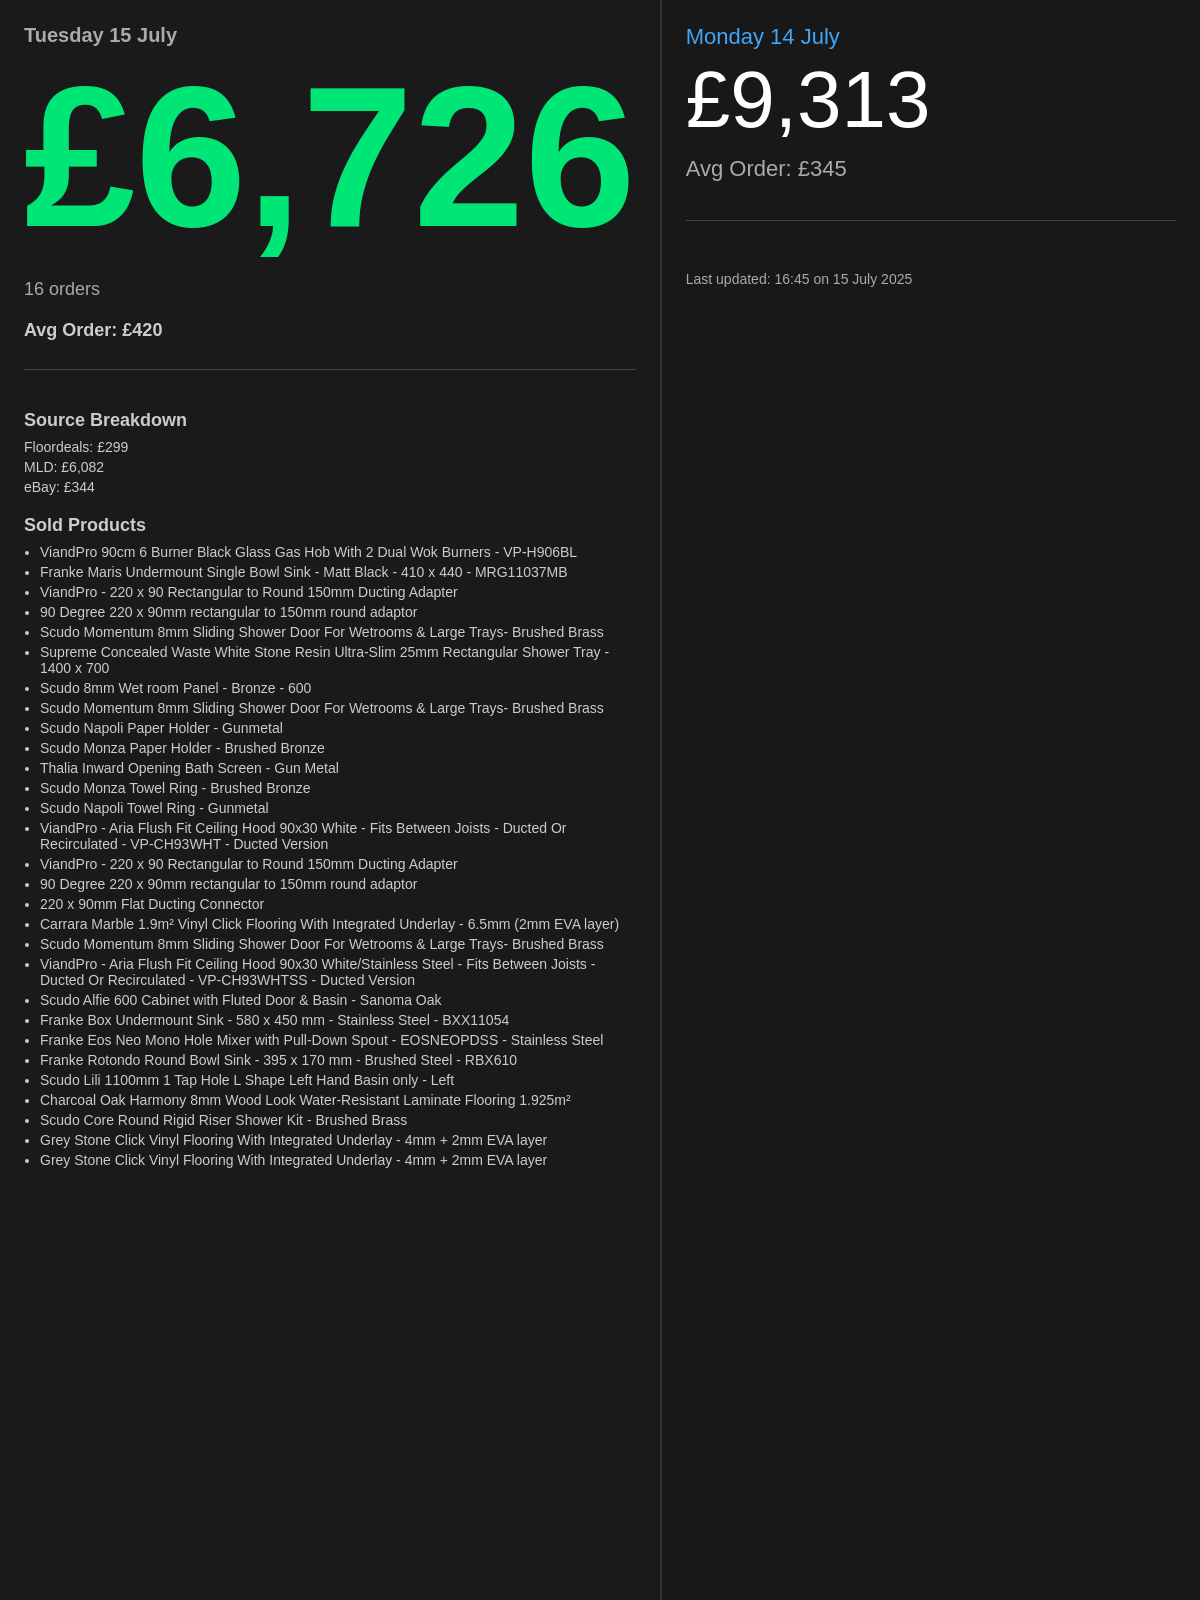 Tuesday 15 July
£6,726
16 orders
Avg Order: £420
Source Breakdown
Floordeals: £299
MLD: £6,082
eBay: £344
Sold Products
• ViandPro 90cm 6 Burner Black Glass Gas Hob With 2 Dual Wok Burners - VP-H906BL
• Franke Maris Undermount Single Bowl Sink - Matt Black - 410 x 440 - MRG11037MB
• ViandPro - 220 x 90 Rectangular to Round 150mm Ducting Adapter
• 90 Degree 220 x 90mm rectangular to 150mm round adaptor
• Scudo Momentum 8mm Sliding Shower Door For Wetrooms & Large Trays- Brushed Brass
• Supreme Concealed Waste White Stone Resin Ultra-Slim 25mm Rectangular Shower Tray -
1400 x 700
• Scudo 8mm Wet room Panel - Bronze - 600
• Scudo Momentum 8mm Sliding Shower Door For Wetrooms & Large Trays- Brushed Brass
• Scudo Napoli Paper Holder - Gunmetal
• Scudo Monza Paper Holder - Brushed Bronze
• Thalia Inward Opening Bath Screen - Gun Metal
• Scudo Monza Towel Ring - Brushed Bronze
• Scudo Napoli Towel Ring - Gunmetal
• ViandPro - Aria Flush Fit Ceiling Hood 90x30 White - Fits Between Joists - Ducted Or
Recirculated - VP-CH93WHT - Ducted Version
• ViandPro - 220 x 90 Rectangular to Round 150mm Ducting Adapter
• 90 Degree 220 x 90mm rectangular to 150mm round adaptor
• 220 x 90mm Flat Ducting Connector
• Carrara Marble 1.9m² Vinyl Click Flooring With Integrated Underlay - 6.5mm (2mm EVA layer)
• Scudo Momentum 8mm Sliding Shower Door For Wetrooms & Large Trays- Brushed Brass
• ViandPro - Aria Flush Fit Ceiling Hood 90x30 White/Stainless Steel - Fits Between Joists -
Ducted Or Recirculated - VP-CH93WHTSS - Ducted Version
• Scudo Alfie 600 Cabinet with Fluted Door & Basin - Sanoma Oak
• Franke Box Undermount Sink - 580 x 450 mm - Stainless Steel - BXX11054
• Franke Eos Neo Mono Hole Mixer with Pull-Down Spout - EOSNEOPDSS - Stainless Steel
• Franke Rotondo Round Bowl Sink - 395 x 170 mm - Brushed Steel - RBX610
• Scudo Lili 1100mm 1 Tap Hole L Shape Left Hand Basin only - Left
• Charcoal Oak Harmony 8mm Wood Look Water-Resistant Laminate Flooring 1.925m²
• Scudo Core Round Rigid Riser Shower Kit - Brushed Brass
• Grey Stone Click Vinyl Flooring With Integrated Underlay - 4mm + 2mm EVA layer
• Grey Stone Click Vinyl Flooring With Integrated Underlay - 4mm + 2mm EVA layer
Monday 14 July
£9,313
Avg Order: £345
Last updated: 16:45 on 15 July 2025